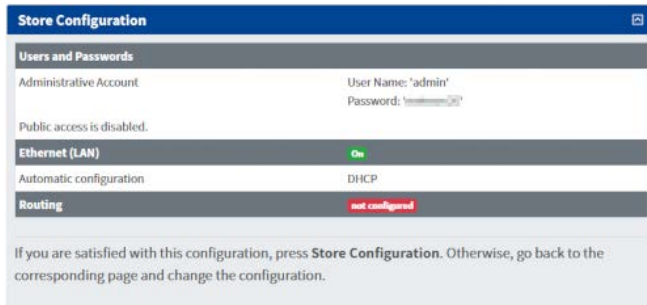 Store Configuration
Users and Passwords
Administrative Account User Name: 'admin'
Password: '
Public access is disabled.
Ethernet (LAN) On
Automatic configuration DHCP
Routing not configured
If you are satisfied with this configuration, press Store Configuration. Otherwise, go back to the
corresponding page and change the configuration.